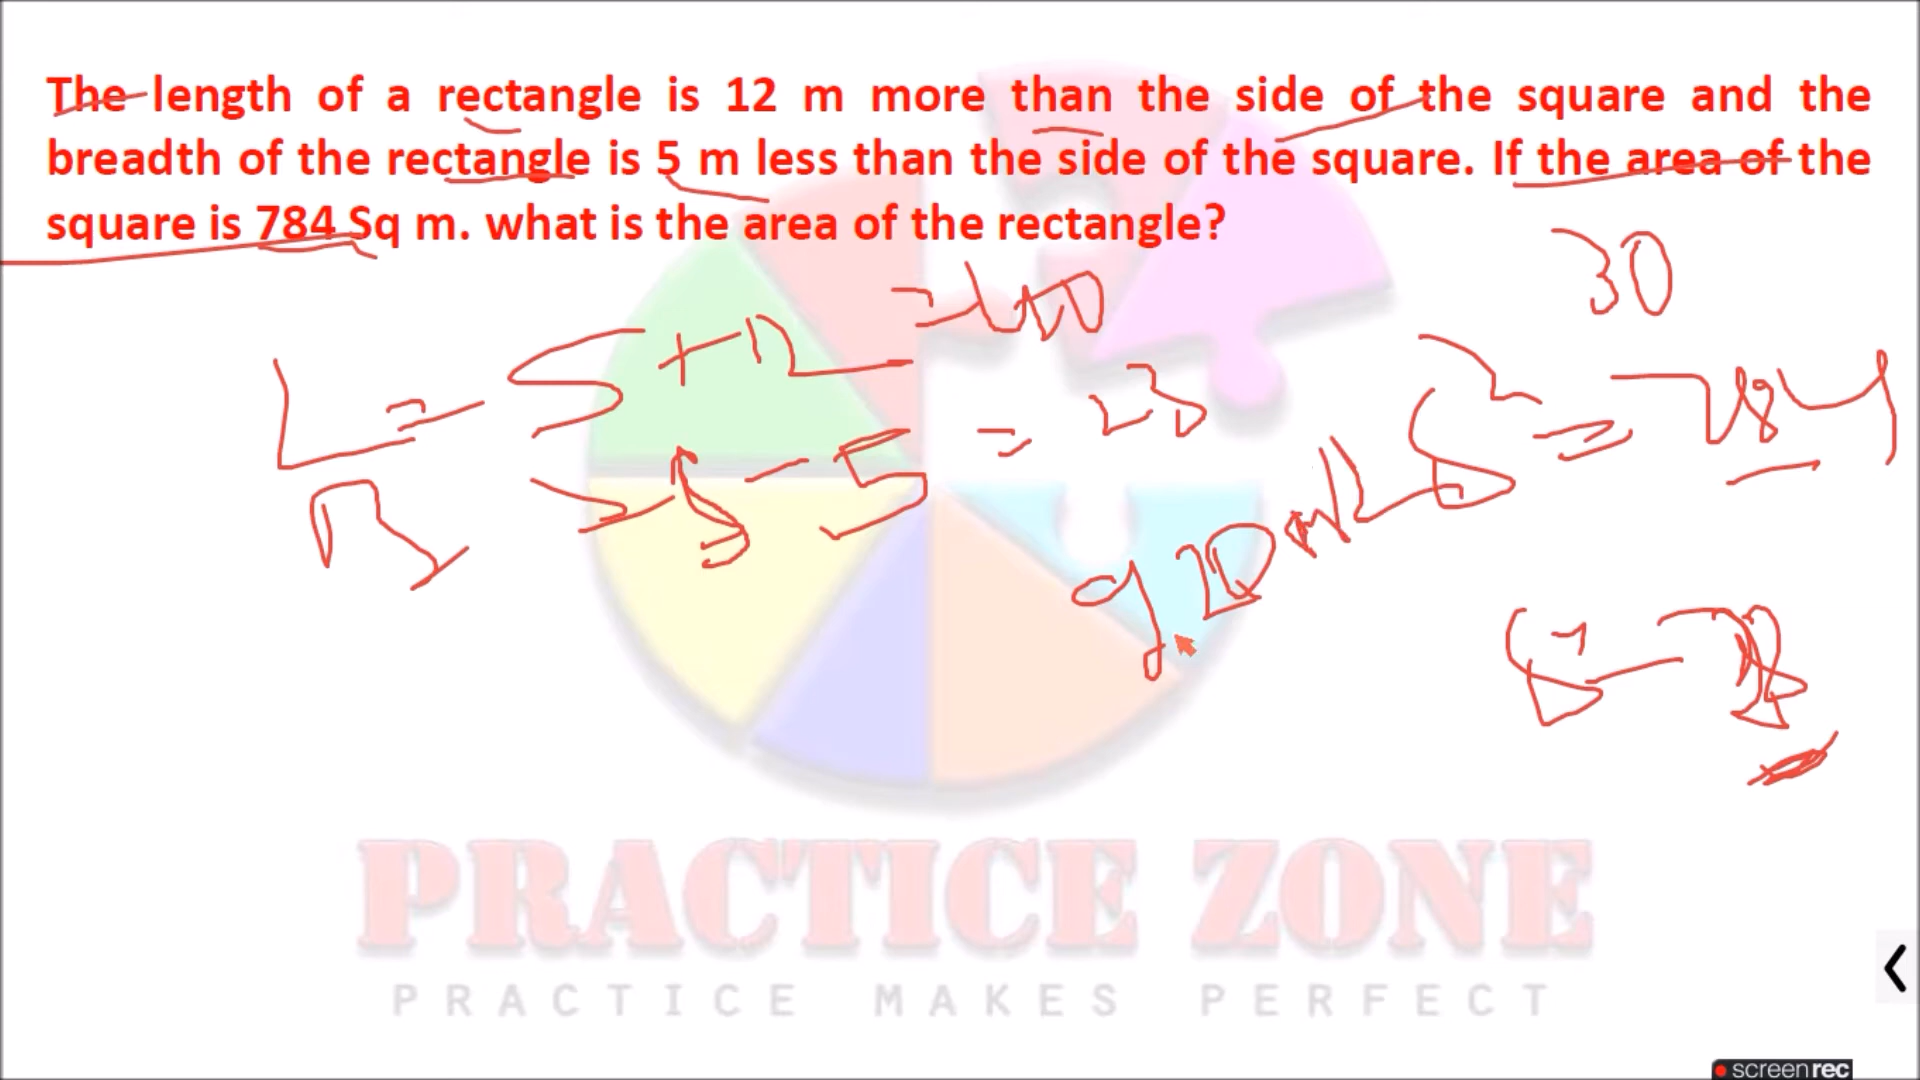 The length of a rectangle is 12 m more than the side of the square and the
breadth of the rectangle is 5 m less than the side of the square. If the area of the
square is 784 Sq m. what is the area of the rectangle?
30
L = S + 12 = 40
= S - 5 = 23
S² = 784
920 m²
S = 28
PRACTICE ZONE
PRACTICE MAKES PERFECT
screenrec